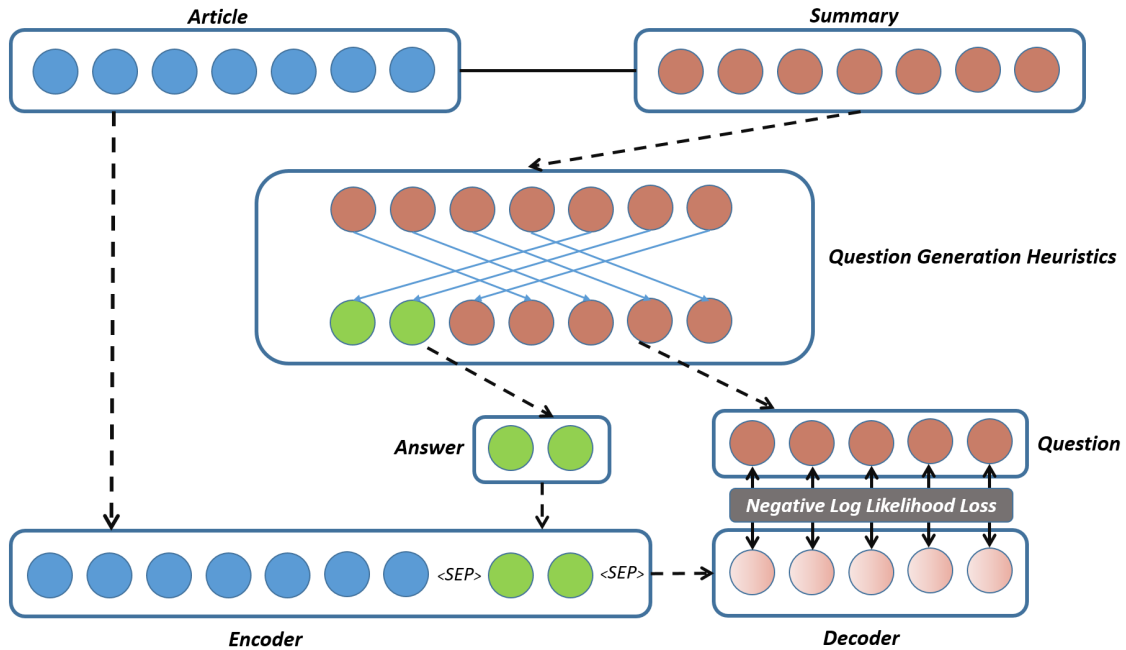 Article
Summary
Question Generation Heuristics
Answer
Question
Negative Log Likelihood Loss
<SEP>
<SEP>
Encoder
Decoder